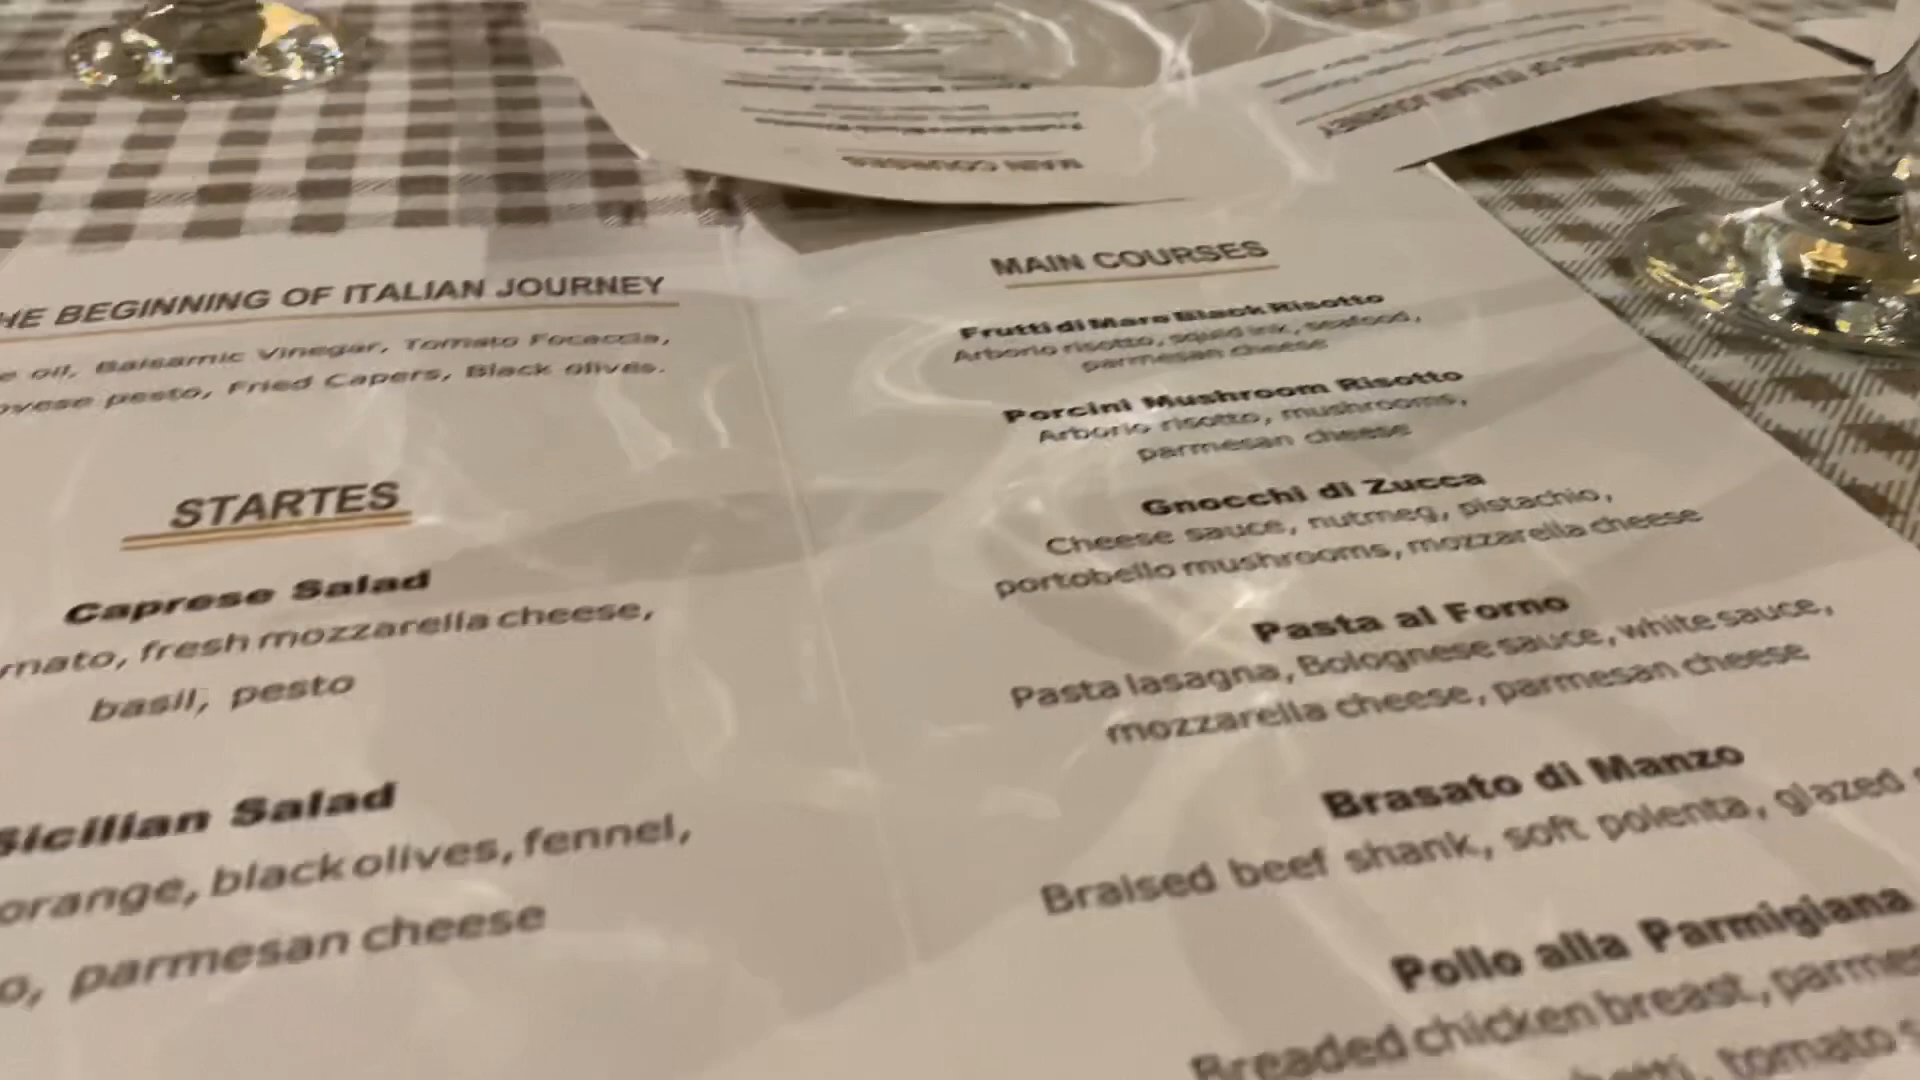 HE BEGINNING OF ITALIAN JOURNEY
oil, Balsamic Vinegar, Tomato Focaccia,
pesto, Fried Capers, Black olives.
STARTES
Caprese Salad
fresh mozzarella cheese,
basil, pesto
Sicilian Salad
orange, black olives, fennel,
parmesan cheese
MAIN COURSES
Frutti di Mare Black Risotto
Arborio risotto, squid ink, seafood,
parmesan cheese
Porcini Mushroom Risotto
Arborio risotto, mushrooms,
parmesan cheese
Gnocchi di Zucca
Cheese sauce, nutmeg, pistachio,
portobello mushrooms, mozzarella cheese
Pasta al Forno
Pasta lasagna, Bolognese sauce, white sauce,
mozzarella cheese, parmesan cheese
Brasato di Manzo
Braised beef shank, soft polenta, glazed
Pollo alla Parmigiana
Breaded chicken breast,
tomato
MAIN COURSES